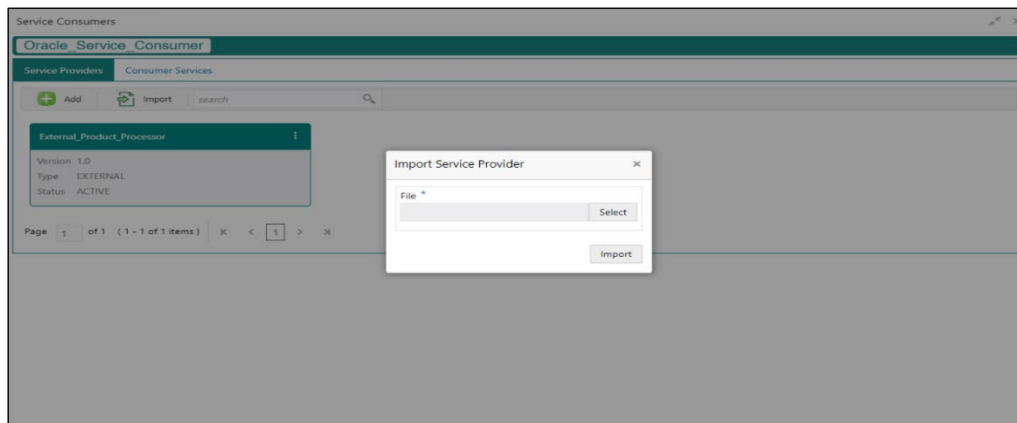 Service Consumers
Oracle_Service_Consumer
Service Providers Consumer Services
Add Import search
External_Product_Processor
Version 1.0
Type EXTERNAL
Status ACTIVE
Page 1 of 1 (1 - 1 of 1 items) K < 1 > >|
Import Service Provider ×
File *
Select
Import